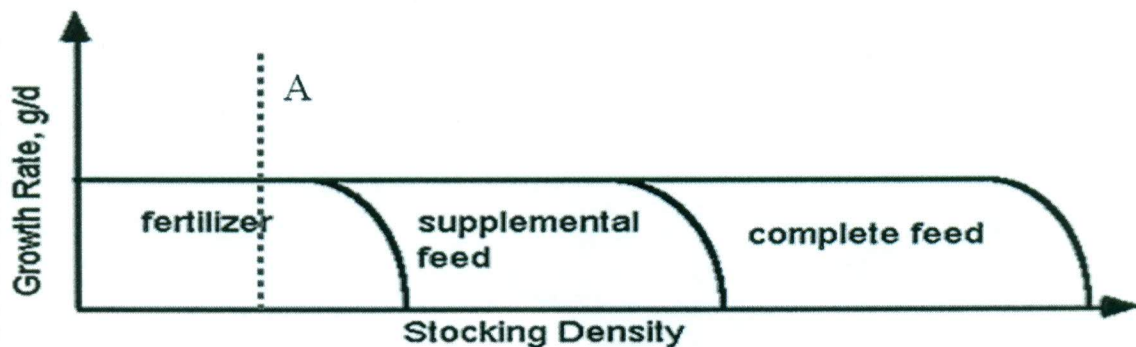 A
Growth Rate, g/d
fertilizer
supplemental
feed
complete feed
Stocking Density